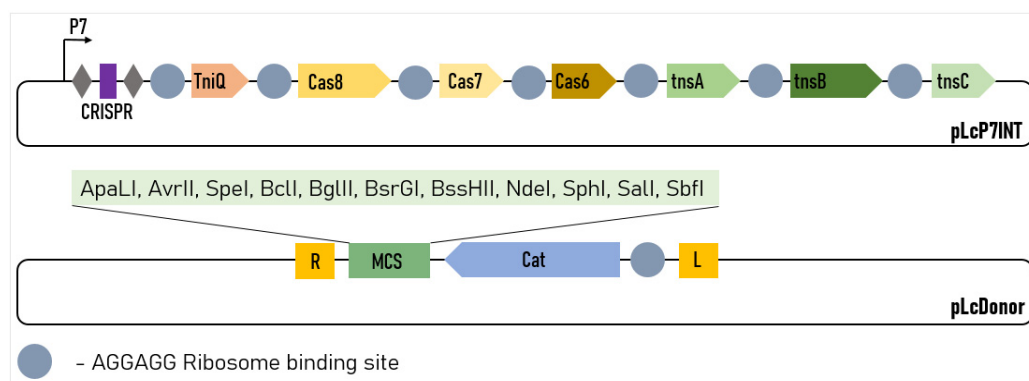 P7
TniQ Cas8 Cas7 Cas6 tnsA tnsB tnsC
CRISPR
pLcP7INT
ApaLI, AvrII, SpeI, BclI, BglII, BsrGI, BssHII, NdeI, SphI, SalI, SbfI
R MCS Cat L
pLcDonor
- AGGAGG Ribosome binding site